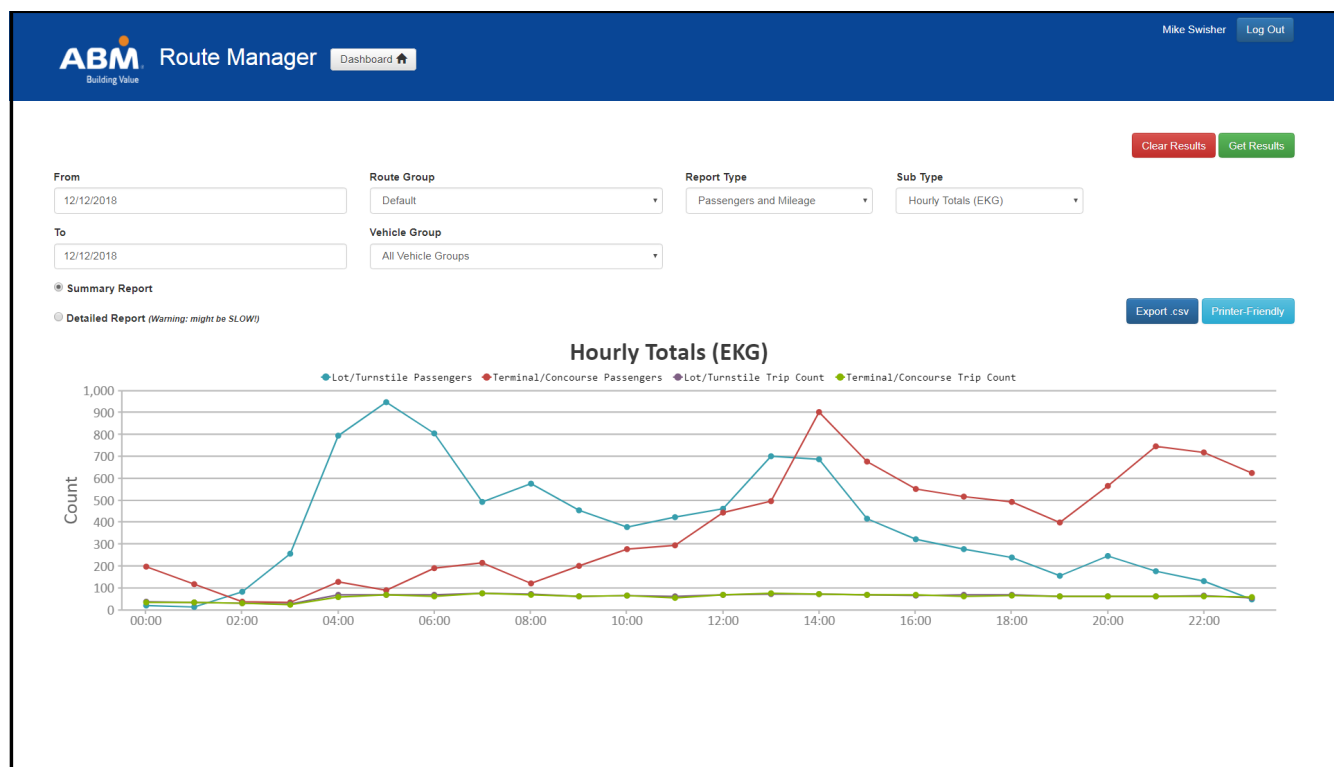 Mike Swisher Log Out
ABM Route Manager Dashboard
Building Value
Clear Results Get Results
From Route Group Report Type Sub Type
12/12/2018 Default Passengers and Mileage Hourly Totals (EKG)
To Vehicle Group
12/12/2018 All Vehicle Groups
Summary Report
Detailed Report (Warning: might be SLOW!)
Export .csv Printer-Friendly
Hourly Totals (EKG)
Lot/Turnstile Passengers Terminal/Concourse Passengers Lot/Turnstile Trip Count Terminal/Concourse Trip Count
1,000
900
800
700
600
500
400
300
200
100
0
Count
00:00 02:00 04:00 06:00 08:00 10:00 12:00 14:00 16:00 18:00 20:00 22:00